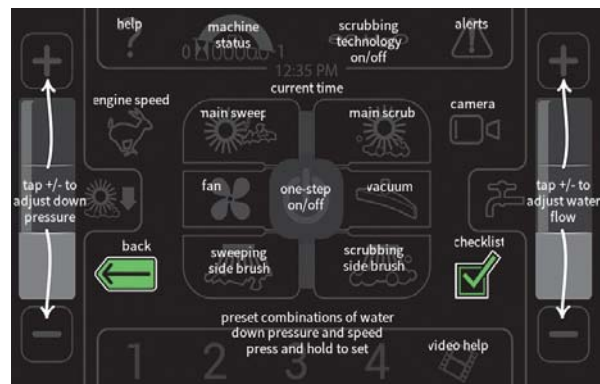 help
machine
status
scrubbing
technology
on/off
alerts
12:35 PM
current time
engine speed
camera
main sweep
main scrub
tap +/- to
adjust down
pressure
fan
one-step
on/off
vacuum
tap +/- to
adjust water
flow
back
sweeping
side brush
scrubbing
side brush
checklist
preset combinations of water
down pressure and speed
press and hold to set
1 2 3 4
video help